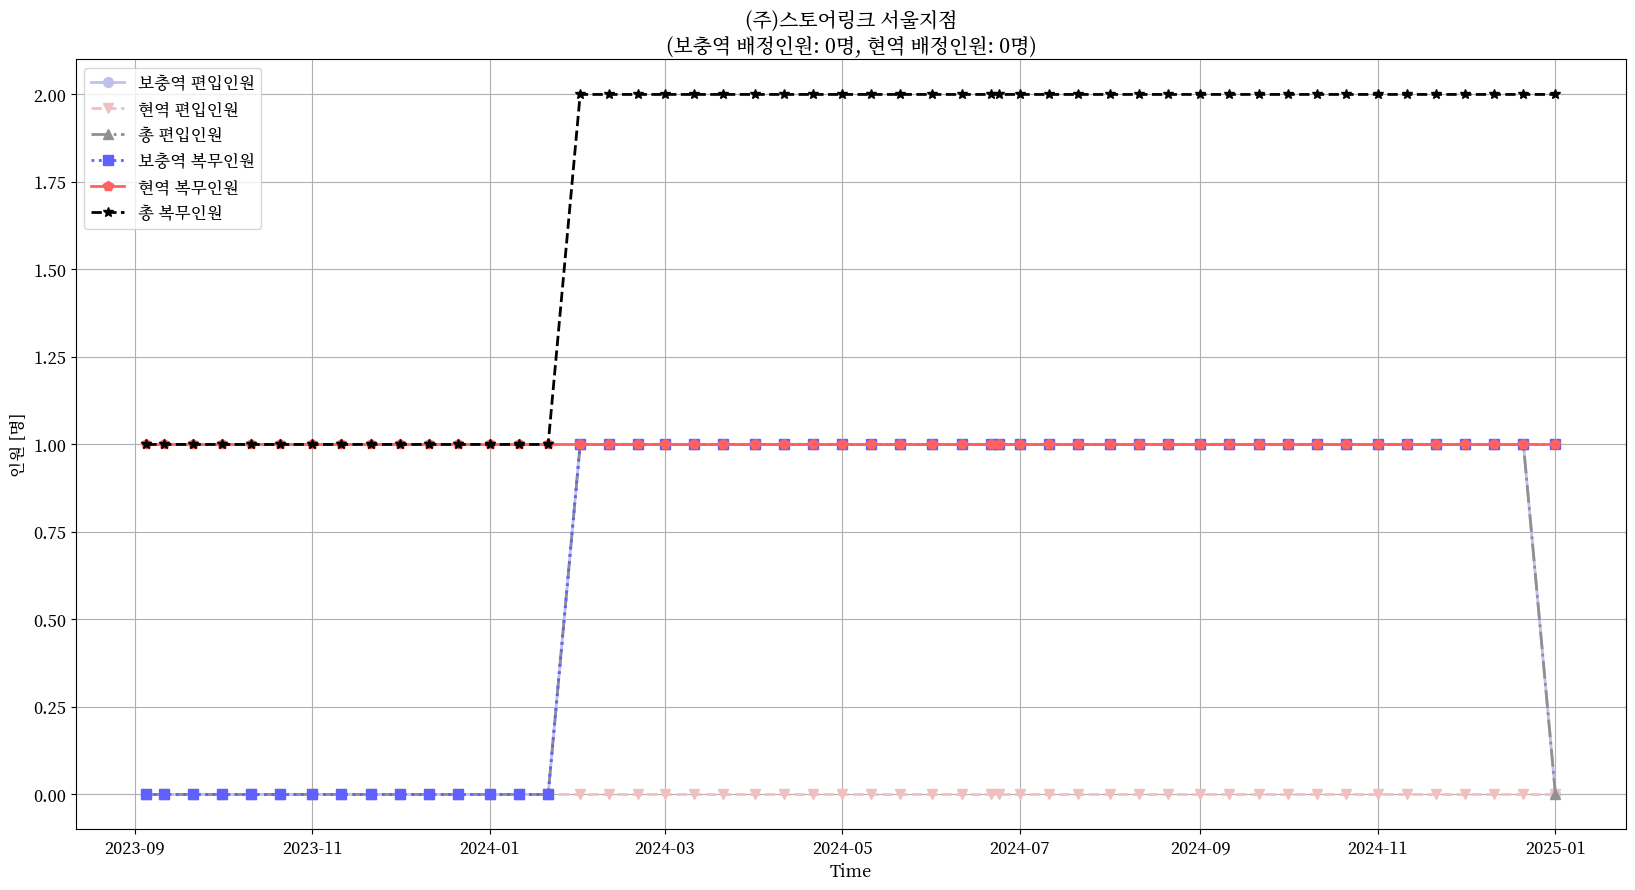 (주)스토어링크 서울지점
(보충역 배정인원: 0명, 현역 배정인원: 0명)
보충역 편입인원
현역 편입인원
총 편입인원
보충역 복무인원
현역 복무인원
총 복무인원
2.00
1.75
1.50
1.25
1.00
0.75
0.50
0.25
0.00
인원 [명]
2023-09
2023-11
2024-01
2024-03
2024-05
2024-07
2024-09
2024-11
2025-01
Time